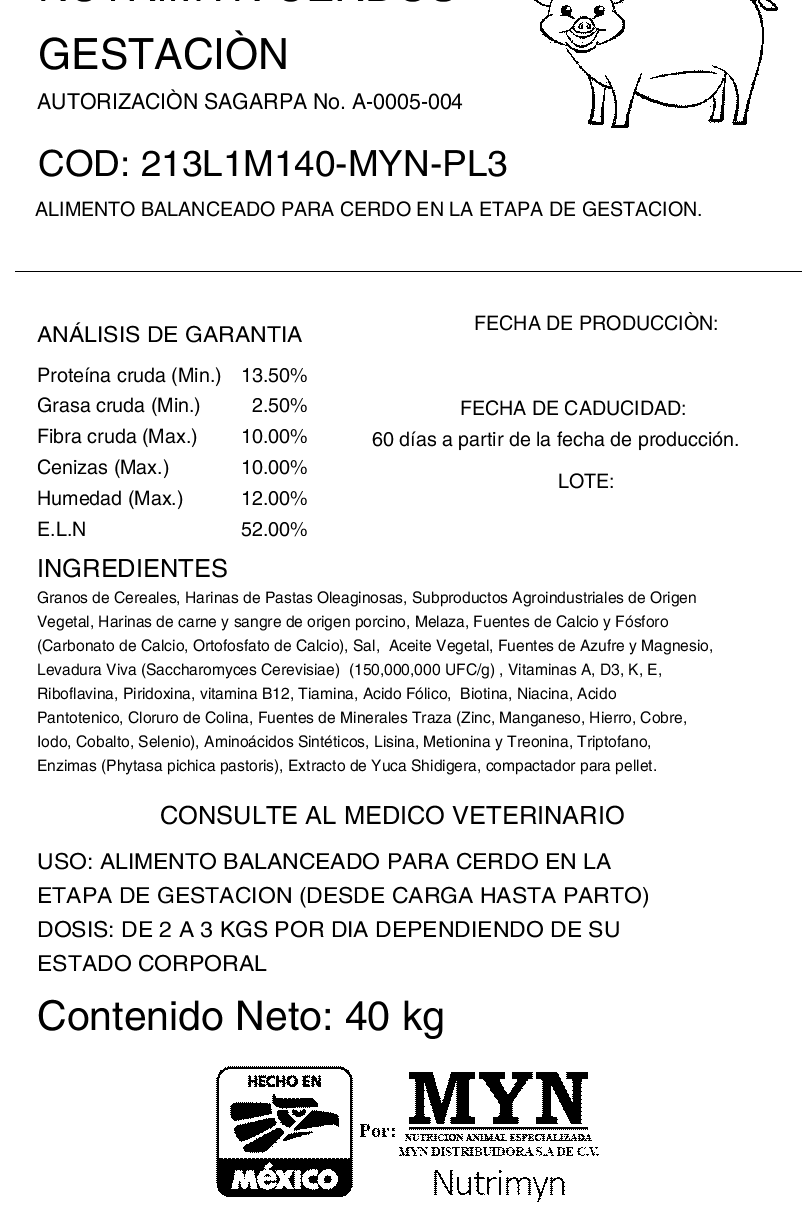 NUTRIMYN CERDOS
GESTACIÒN
AUTORIZACIÒN SAGARPA No. A-0005-004
COD: 213L1M140-MYN-PL3
ALIMENTO BALANCEADO PARA CERDO EN LA ETAPA DE GESTACION.
ANÁLISIS DE GARANTIA
Proteína cruda (Min.) 13.50%
Grasa cruda (Min.) 2.50%
Fibra cruda (Max.) 10.00%
Cenizas (Max.) 10.00%
Humedad (Max.) 12.00%
E.L.N 52.00%
FECHA DE PRODUCCIÒN:
FECHA DE CADUCIDAD:
60 días a partir de la fecha de producción.
LOTE:
INGREDIENTES
Granos de Cereales, Harinas de Pastas Oleaginosas, Subproductos Agroindustriales de Origen
Vegetal, Harinas de carne y sangre de origen porcino, Melaza, Fuentes de Calcio y Fósforo
(Carbonato de Calcio, Ortofosfato de Calcio), Sal, Aceite Vegetal, Fuentes de Azufre y Magnesio,
Levadura Viva (Saccharomyces Cerevisiae) (150,000,000 UFC/g) , Vitaminas A, D3, K, E,
Riboflavina, Piridoxina, vitamina B12, Tiamina, Acido Fólico, Biotina, Niacina, Acido
Pantotenico, Cloruro de Colina, Fuentes de Minerales Traza (Zinc, Manganeso, Hierro, Cobre,
Iodo, Cobalto, Selenio), Aminoácidos Sintéticos, Lisina, Metionina y Treonina, Triptofano,
Enzimas (Phytasa pichica pastoris), Extracto de Yuca Shidigera, compactador para pellet.
CONSULTE AL MEDICO VETERINARIO
USO: ALIMENTO BALANCEADO PARA CERDO EN LA
ETAPA DE GESTACION (DESDE CARGA HASTA PARTO)
DOSIS: DE 2 A 3 KGS POR DIA DEPENDIENDO DE SU
ESTADO CORPORAL
Contenido Neto: 40 kg
HECHO EN
MéXICO
Por:
MYN
NUTRICION ANIMAL ESPECIALIZADA
MYN DISTRIBUIDORA S.A DE C.V.
Nutrimyn